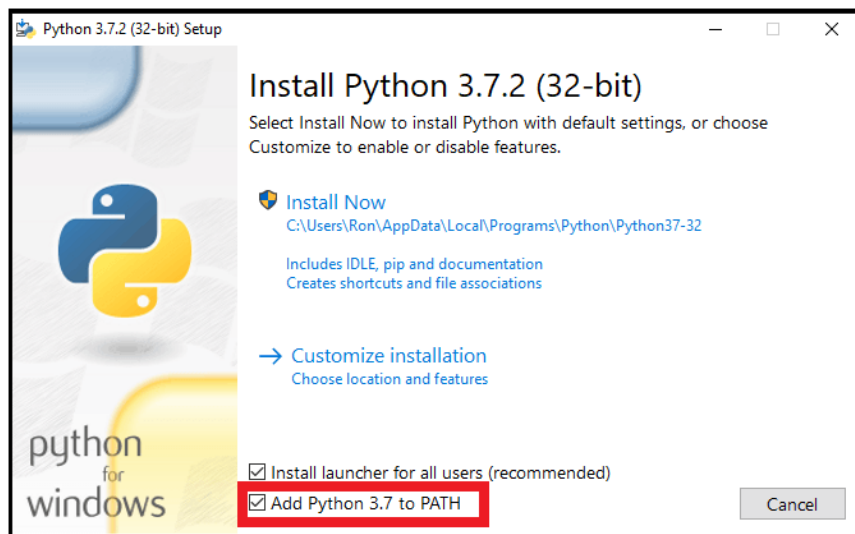 Python 3.7.2 (32-bit) Setup
Install Python 3.7.2 (32-bit)
Select Install Now to install Python with default settings, or choose
Customize to enable or disable features.
Install Now
C:\Users\Ron\AppData\Local\Programs\Python\Python37-32
Includes IDLE, pip and documentation
Creates shortcuts and file associations
Customize installation
Choose location and features
python
for
windows
Install launcher for all users (recommended)
Add Python 3.7 to PATH
Cancel